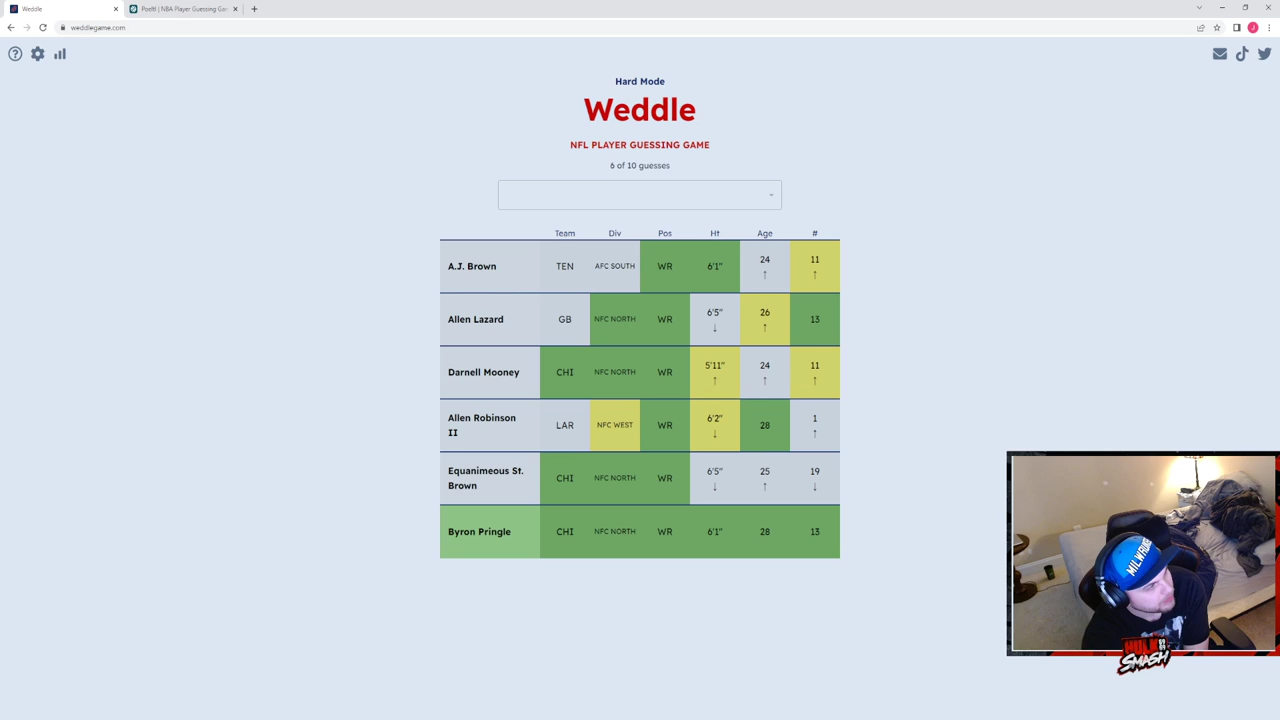 Weddle
Poeltl | NBA Player Guessing Ga
weddlegame.com
J
Hard Mode
Weddle
NFL PLAYER GUESSING GAME
6 of 10 guesses
Team Div Pos Ht Age #
A.J. Brown TEN AFC SOUTH WR 6'1" 24 ↑ 11 ↑
Allen Lazard GB NFC NORTH WR 6'5" ↓ 26 ↑ 13
Darnell Mooney CHI NFC NORTH WR 5'11" ↑ 24 ↑ 11 ↑
Allen Robinson
II LAR NFC WEST WR 6'2" ↓ 28 1 ↑
Equanimeous St.
Brown CHI NFC NORTH WR 6'5" ↓ 25 ↑ 19 ↓
Byron Pringle CHI NFC NORTH WR 6'1" 28 13
MILWAUKEE
HULK
SMASH